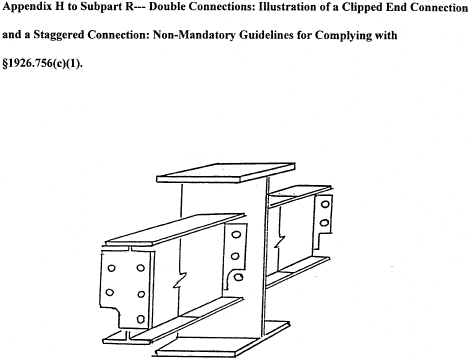 Appendix H to Subpart R--- Double Connections: Illustration of a Clipped End Connection
and a Staggered Connection: Non-Mandatory Guidelines for Complying with
§1926.756(c)(1).